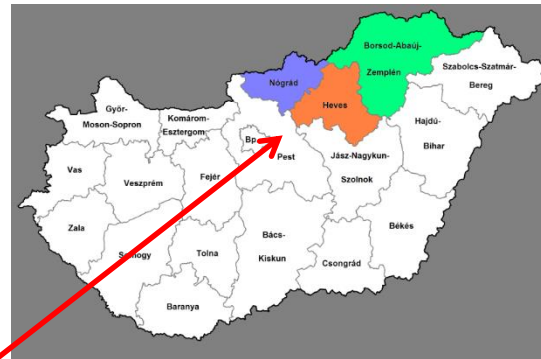 Borsod-Abaúj-
Zemplén
Szabolcs-Szatmár-
Bereg
Nógrád
Heves
Győr-
Moson-Sopron
Komárom-
Esztergom
Hajdú-
Bihar
Bp.
Pest
Jász-Nagykun-
Szolnok
Vas
Veszprém
Fejér
Zala
Somogy
Tolna
Bács-
Kiskun
Békés
Csongrád
Baranya